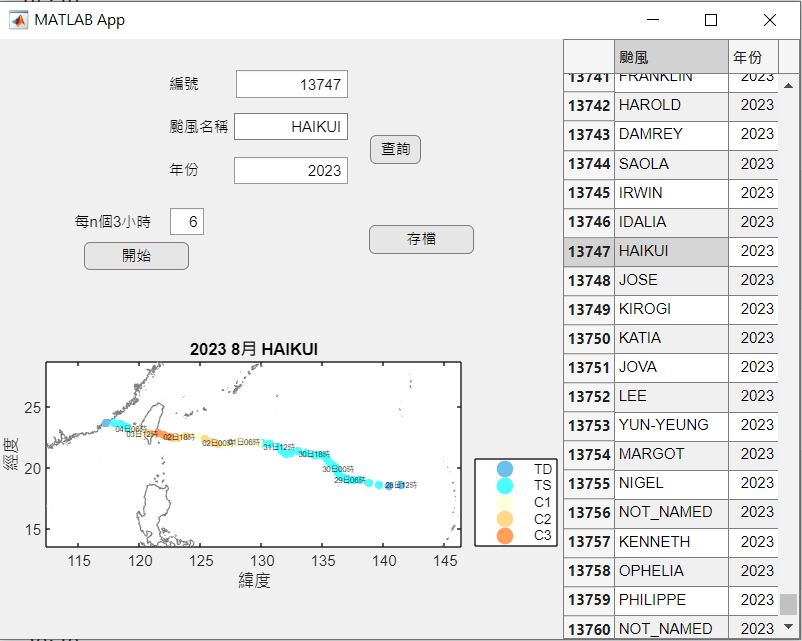 MATLAB App
編號
13747
颱風名稱
HAIKUI
查詢
年份
2023
每n個3小時
6
開始
存檔
2023 8月 HAIKUI
25
20
15
經度
04日06時
03日12時
02日18時
02日00時
01日06時
31日12時
30日18時
30日00時
29日06時
28日12時
115
120
125
130
135
140
145
緯度
TD
TS
C1
C2
C3
颱風 年份
13741 FRANKLIN 2023
13742 HAROLD 2023
13743 DAMREY 2023
13744 SAOLA 2023
13745 IRWIN 2023
13746 IDALIA 2023
13747 HAIKUI 2023
13748 JOSE 2023
13749 KIROGI 2023
13750 KATIA 2023
13751 JOVA 2023
13752 LEE 2023
13753 YUN-YEUNG 2023
13754 MARGOT 2023
13755 NIGEL 2023
13756 NOT_NAMED 2023
13757 KENNETH 2023
13758 OPHELIA 2023
13759 PHILIPPE 2023
13760 NOT_NAMED 2023